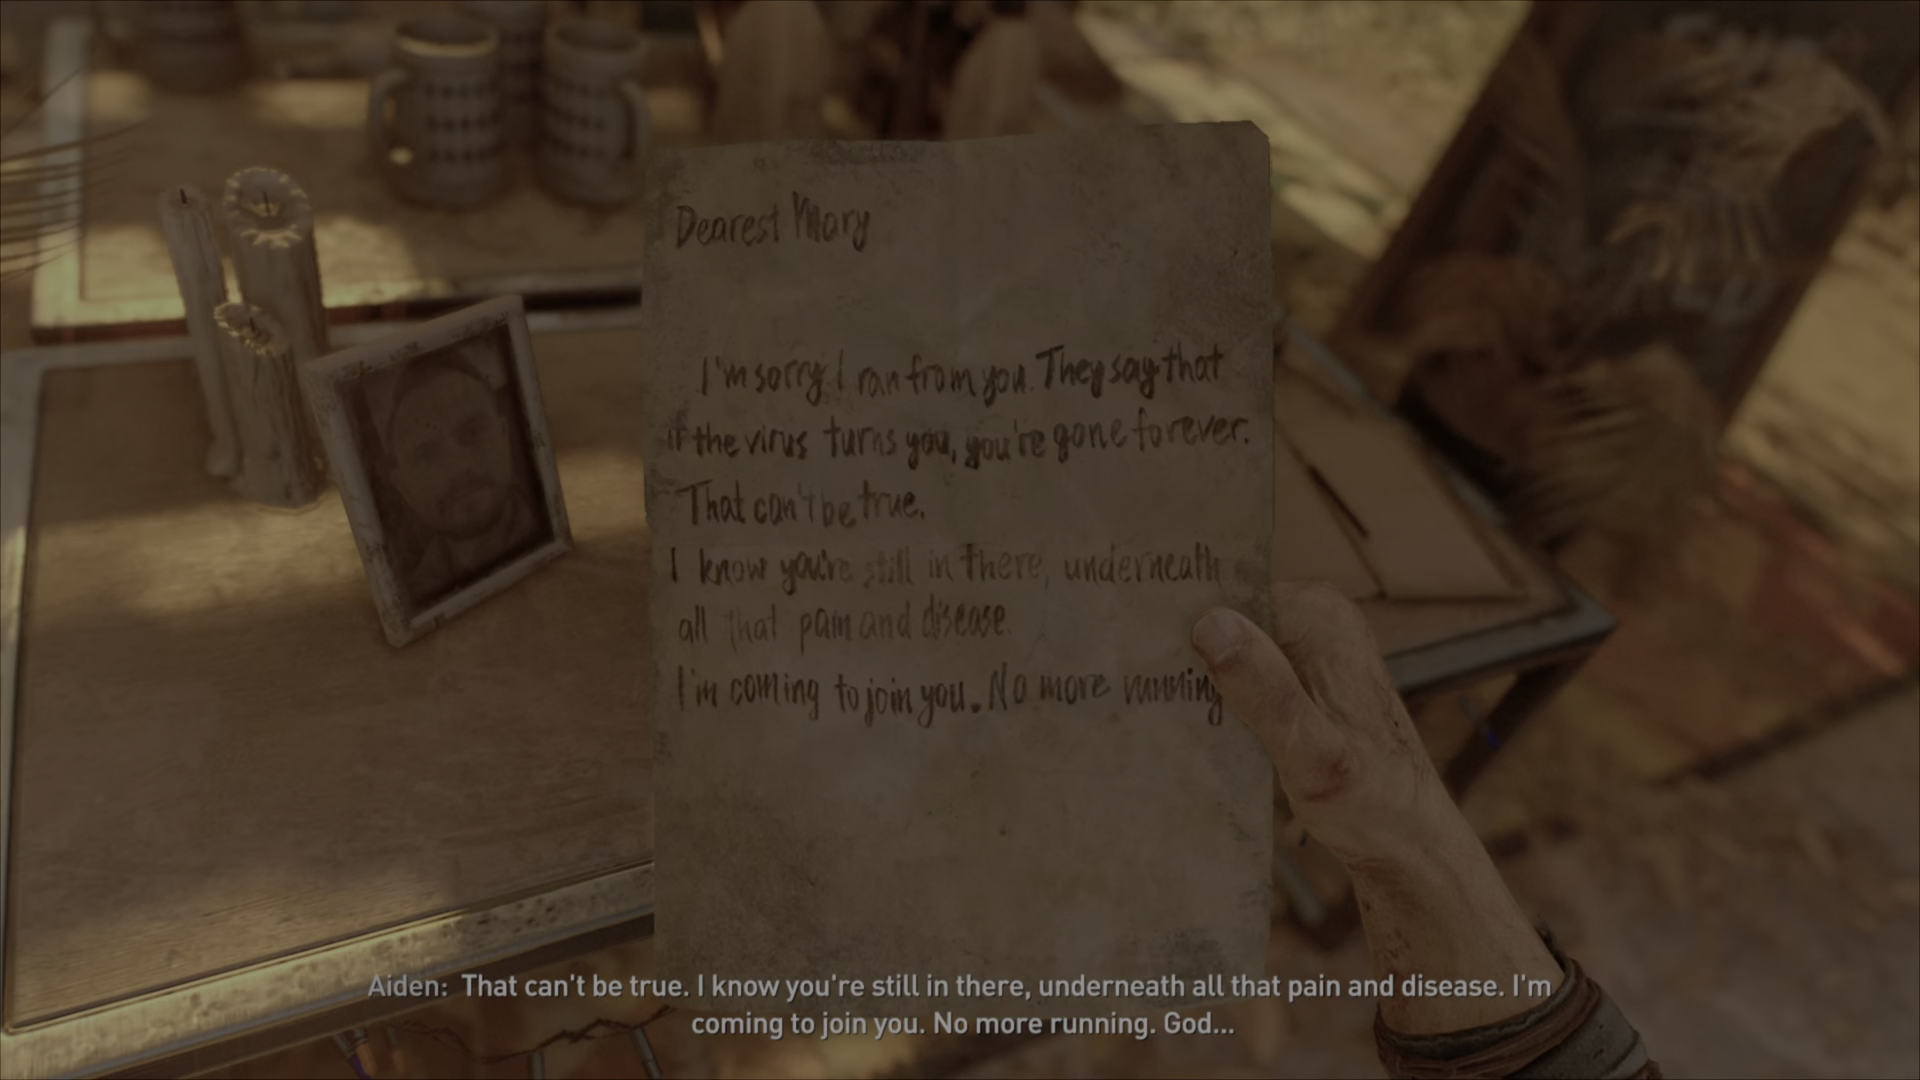 Dearest Mary
I'm sorry I ran from you. They say that
if the virus turns you, you're gone forever.
That can't be true.
I know you're still in there, underneath
all that pain and disease.
I'm coming to join you. No more running
Aiden: That can't be true. I know you're still in there, underneath all that pain and disease. I'm
coming to join you. No more running. God...